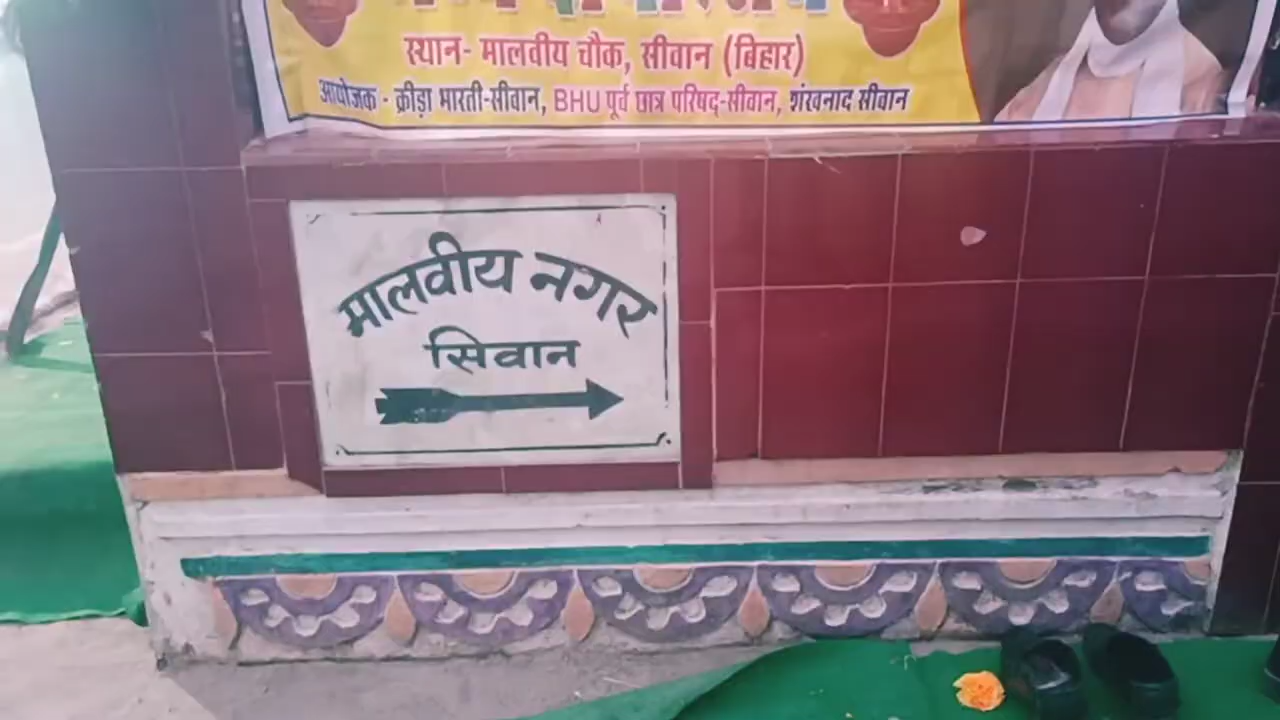 स्थान- मालवीय चौक, सीवान (बिहार)
आयोजक - क्रीड़ा भारती-सीवान, BHU पूर्व छात्र परिषद्-सीवान, शंखनाद सीवान
मालवीय नगर
सिवान